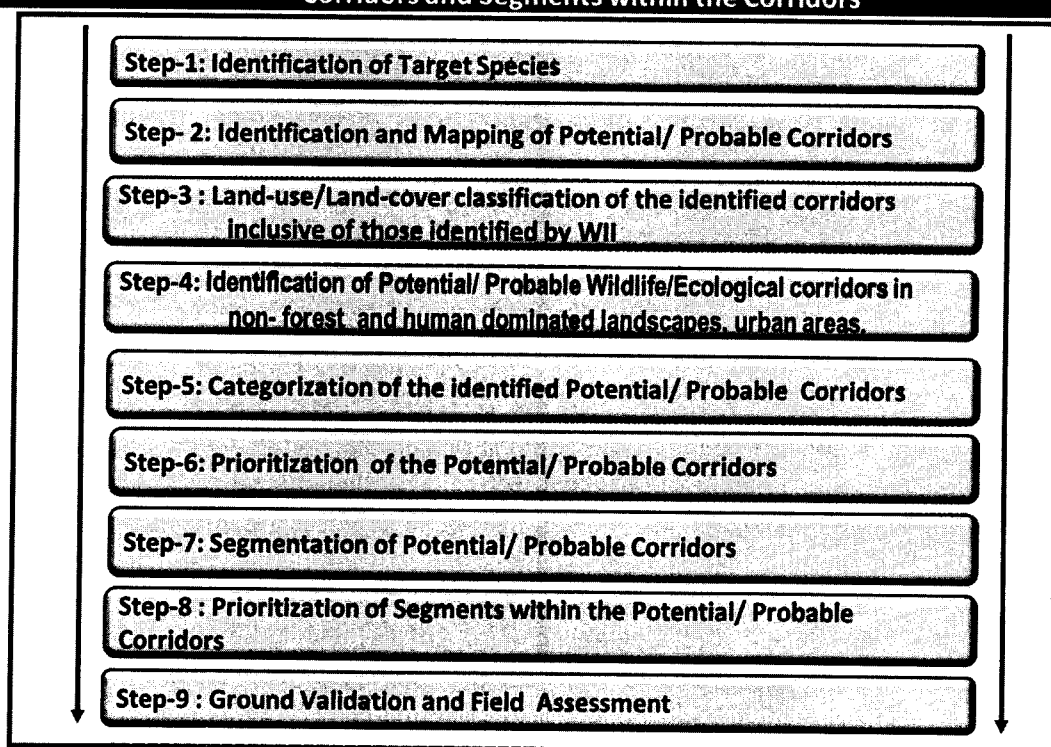 Corridors and Segments within the Corridors
Step-1: Identification of Target Species
Step- 2: Identification and Mapping of Potential/ Probable Corridors
Step-3 : Land-use/Land-cover classification of the identified corridors
inclusive of those identified by WII
Step-4: Identification of Potential/ Probable Wildlife/Ecological corridors in
non- forest and human dominated landscapes, urban areas.
Step-5: Categorization of the identified Potential/ Probable Corridors
Step-6: Prioritization of the Potential/ Probable Corridors
Step-7: Segmentation of Potential/ Probable Corridors
Step-8 : Prioritization of Segments within the Potential/ Probable
Corridors
Step-9 : Ground Validation and Field Assessment